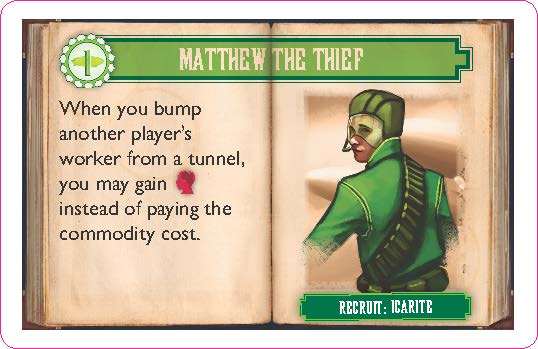 MATTHEW THE THIEF
When you bump
another player's
worker from a tunnel,
you may gain
instead of paying the
commodity cost.
RECRUIT: ICARITE